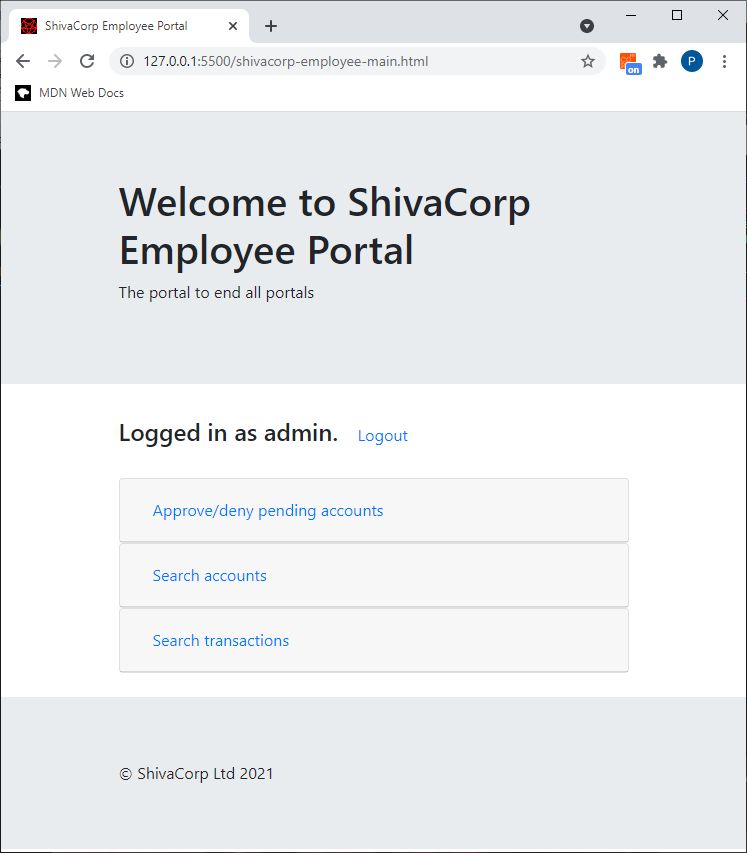 ShivaCorp Employee Portal
127.0.0.1:5500/shivacorp-employee-main.html
on
P
MDN Web Docs
Welcome to ShivaCorp
Employee Portal
The portal to end all portals
Logged in as admin. Logout
Approve/deny pending accounts
Search accounts
Search transactions
© ShivaCorp Ltd 2021